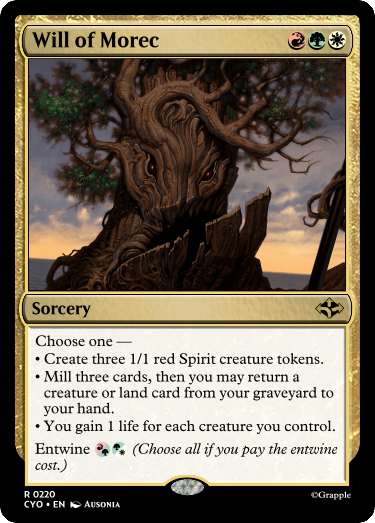 Will of Morec
Sorcery
Choose one —
• Create three 1/1 red Spirit creature tokens.
• Mill three cards, then you may return a
creature or land card from your graveyard to
your hand.
• You gain 1 life for each creature you control.
Entwine (Choose all if you pay the entwine
cost.)
R 0220
CYO • EN AUSONIA
©Grapple